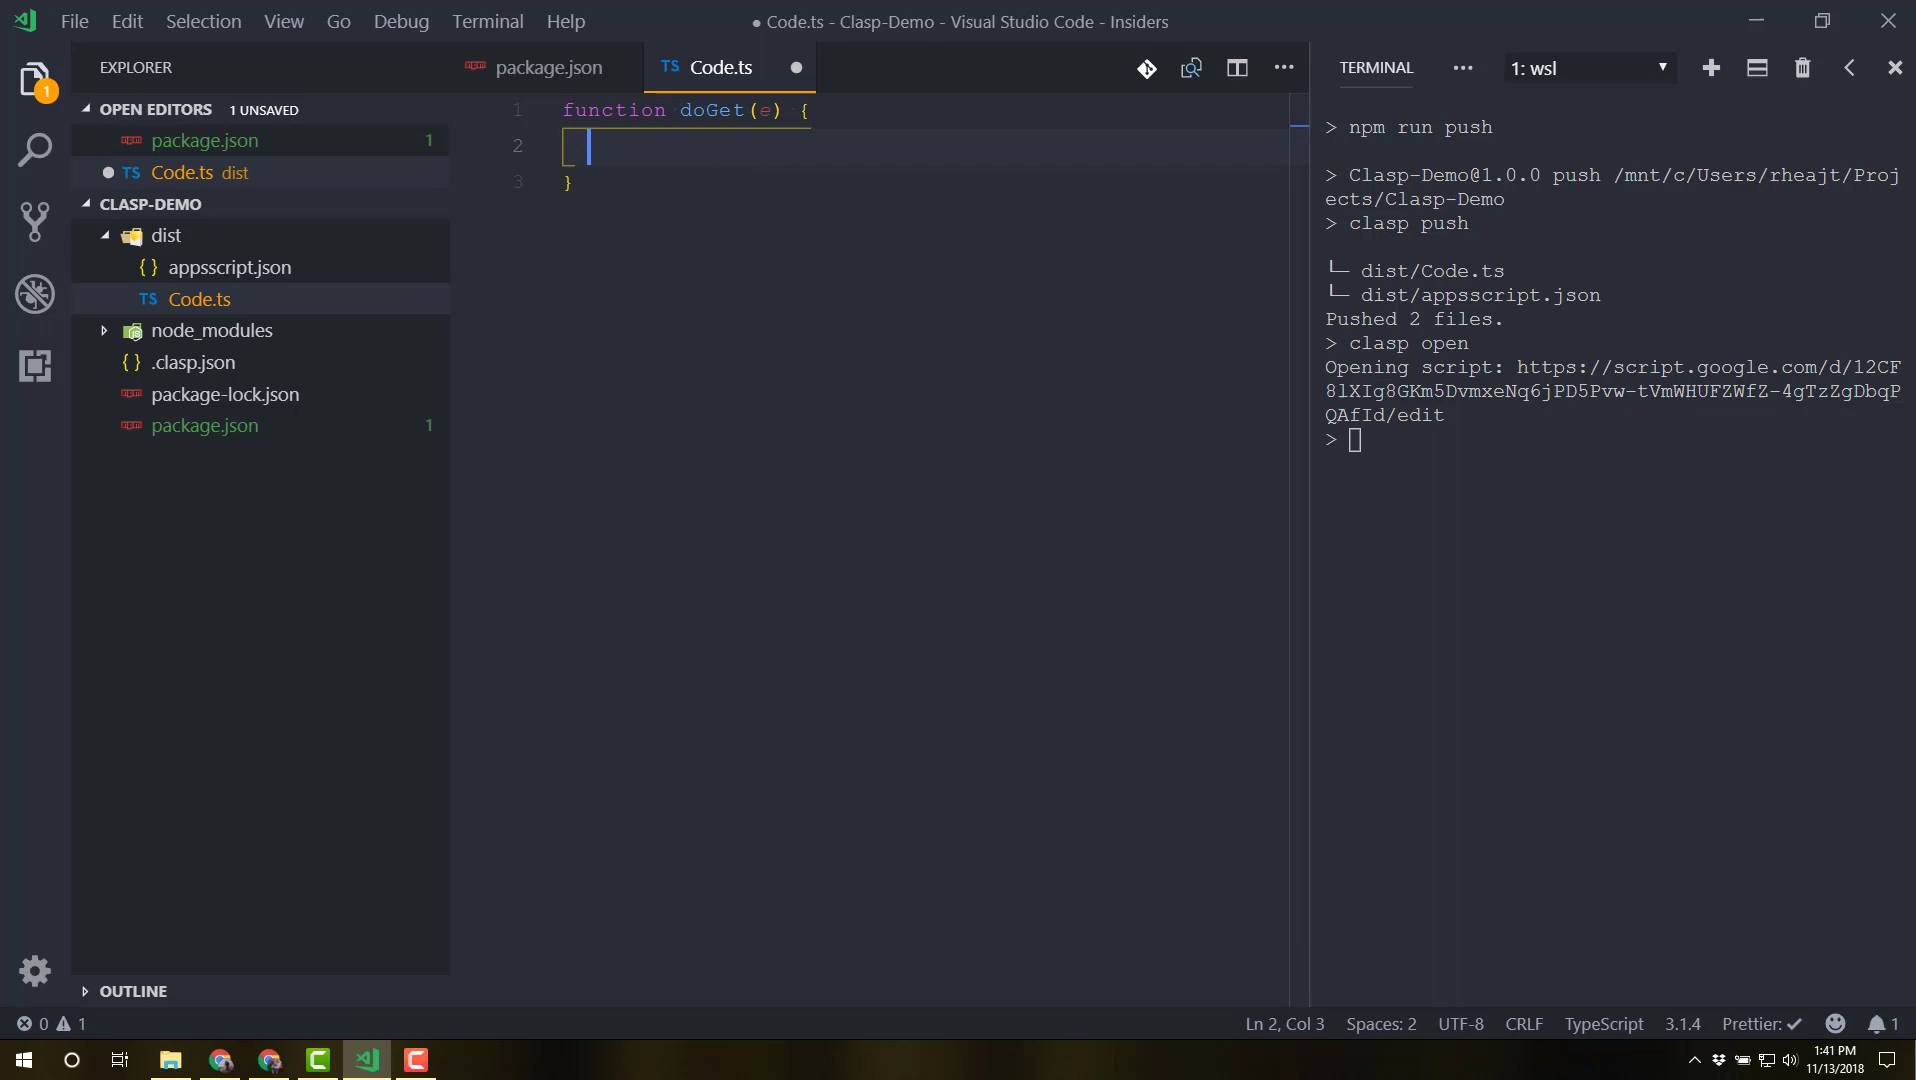 File Edit Selection View Go Debug Terminal Help
● Code.ts - Clasp-Demo - Visual Studio Code - Insiders
EXPLORER
OPEN EDITORS 1 UNSAVED
package.json 1
TS Code.ts dist
CLASP-DEMO
dist
{ } appsscript.json
TS Code.ts
node_modules
{ } .clasp.json
package-lock.json
package.json 1
OUTLINE
1
package.json
TS Code.ts
1 function doGet(e) {
2
3 }
TERMINAL ··· 1: wsl
> npm run push
> Clasp-Demo@1.0.0 push /mnt/c/Users/rheajt/Proj
ects/Clasp-Demo
> clasp push
└─ dist/Code.ts
└─ dist/appsscript.json
Pushed 2 files.
> clasp open
Opening script: https://script.google.com/d/12CF
8lXIg8GKm5DvmxeNq6jPD5Pvw-tVmWHUFZWfZ-4gTzZgDbqP
QAfId/edit
>
0 1
Ln 2, Col 3 Spaces: 2 UTF-8 CRLF TypeScript 3.1.4 Prettier: ✓ 1
1:41 PM
11/13/2018